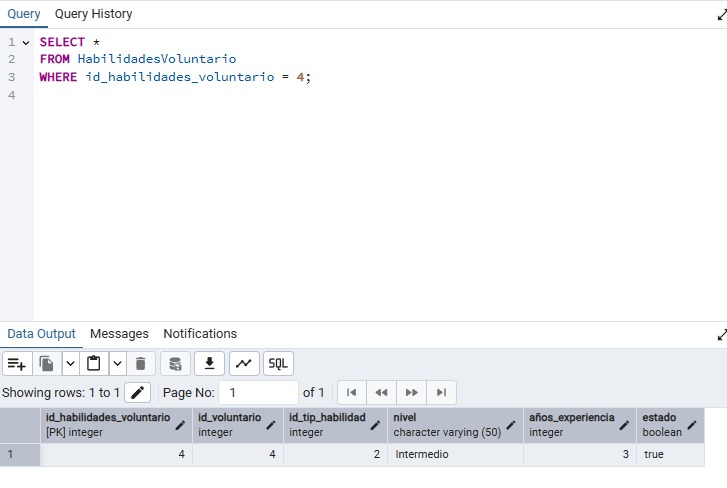 Query Query History
1 SELECT *
2 FROM HabilidadesVoluntario
3 WHERE id_habilidades_voluntario = 4;
4
Data Output Messages Notifications
SQL
Showing rows: 1 to 1 Page No: 1 of 1
id_habilidades_voluntario id_voluntario id_tip_habilidad nivel años_experiencia estado
[PK] integer integer integer character varying (50) integer boolean
1 4 4 2 Intermedio 3 true